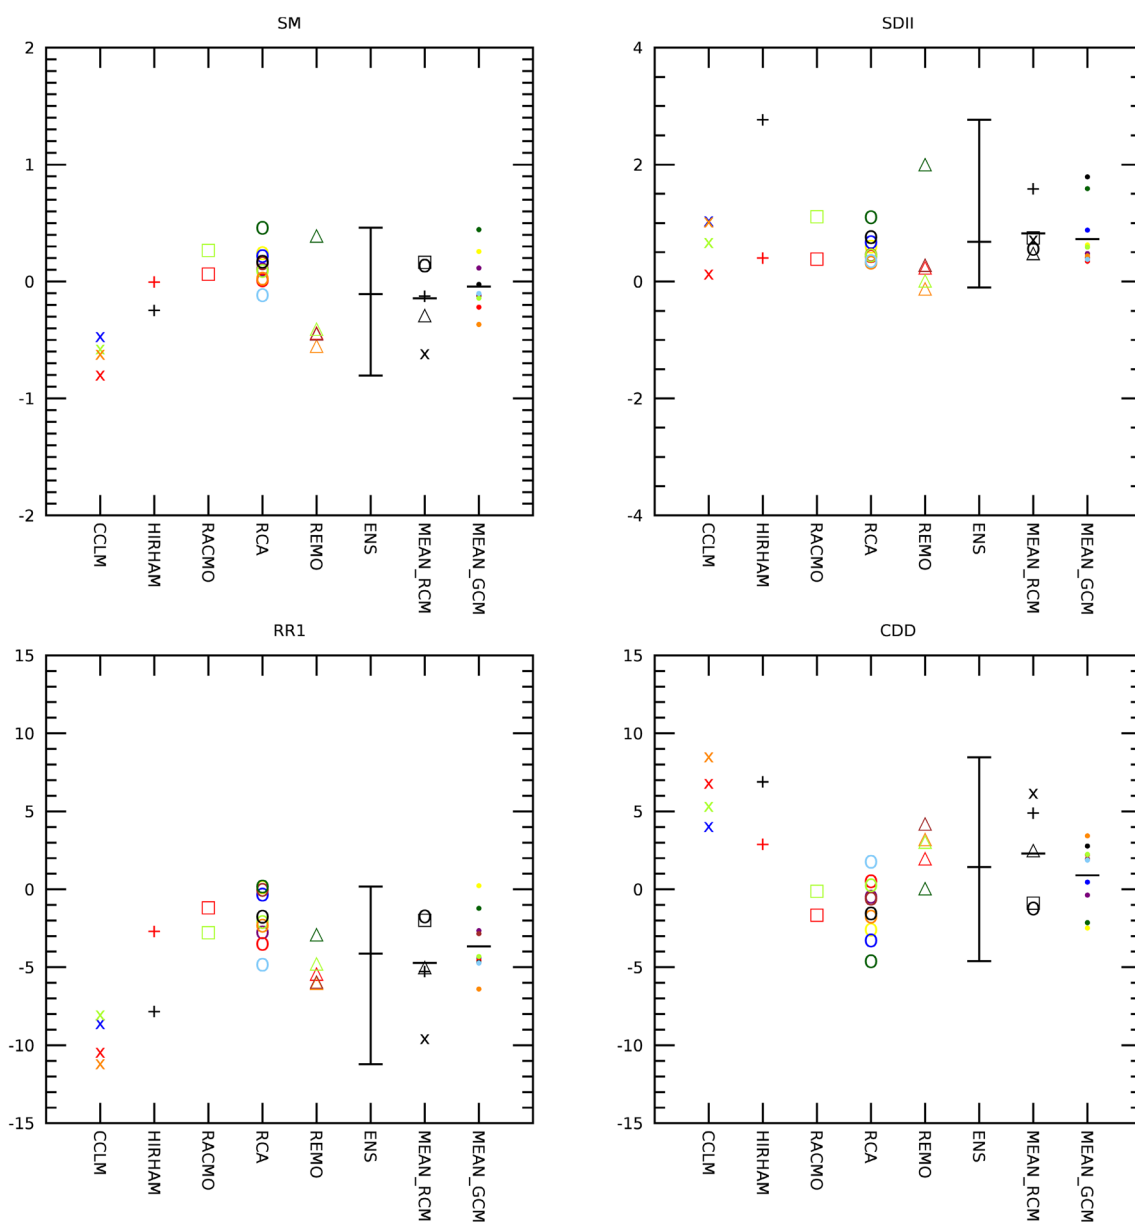 SM
2
1
0
-1
-2
CCLM
HIRHAM
RACMO
RCA
REMO
ENS
MEAN_RCM
MEAN_GCM
SDII
4
2
0
-2
-4
CCLM
HIRHAM
RACMO
RCA
REMO
ENS
MEAN_RCM
MEAN_GCM
RR1
15
10
5
0
-5
-10
-15
CCLM
HIRHAM
RACMO
RCA
REMO
ENS
MEAN_RCM
MEAN_GCM
CDD
15
10
5
0
-5
-10
-15
CCLM
HIRHAM
RACMO
RCA
REMO
ENS
MEAN_RCM
MEAN_GCM